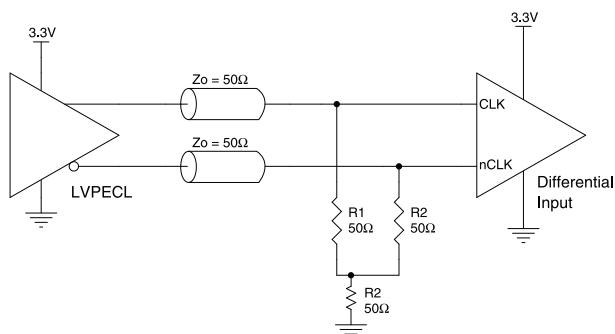 3.3V
3.3V
Zo = 50Ω
CLK
Zo = 50Ω
nCLK
LVPECL
Differential
Input
R1
50Ω
R2
50Ω
R2
50Ω